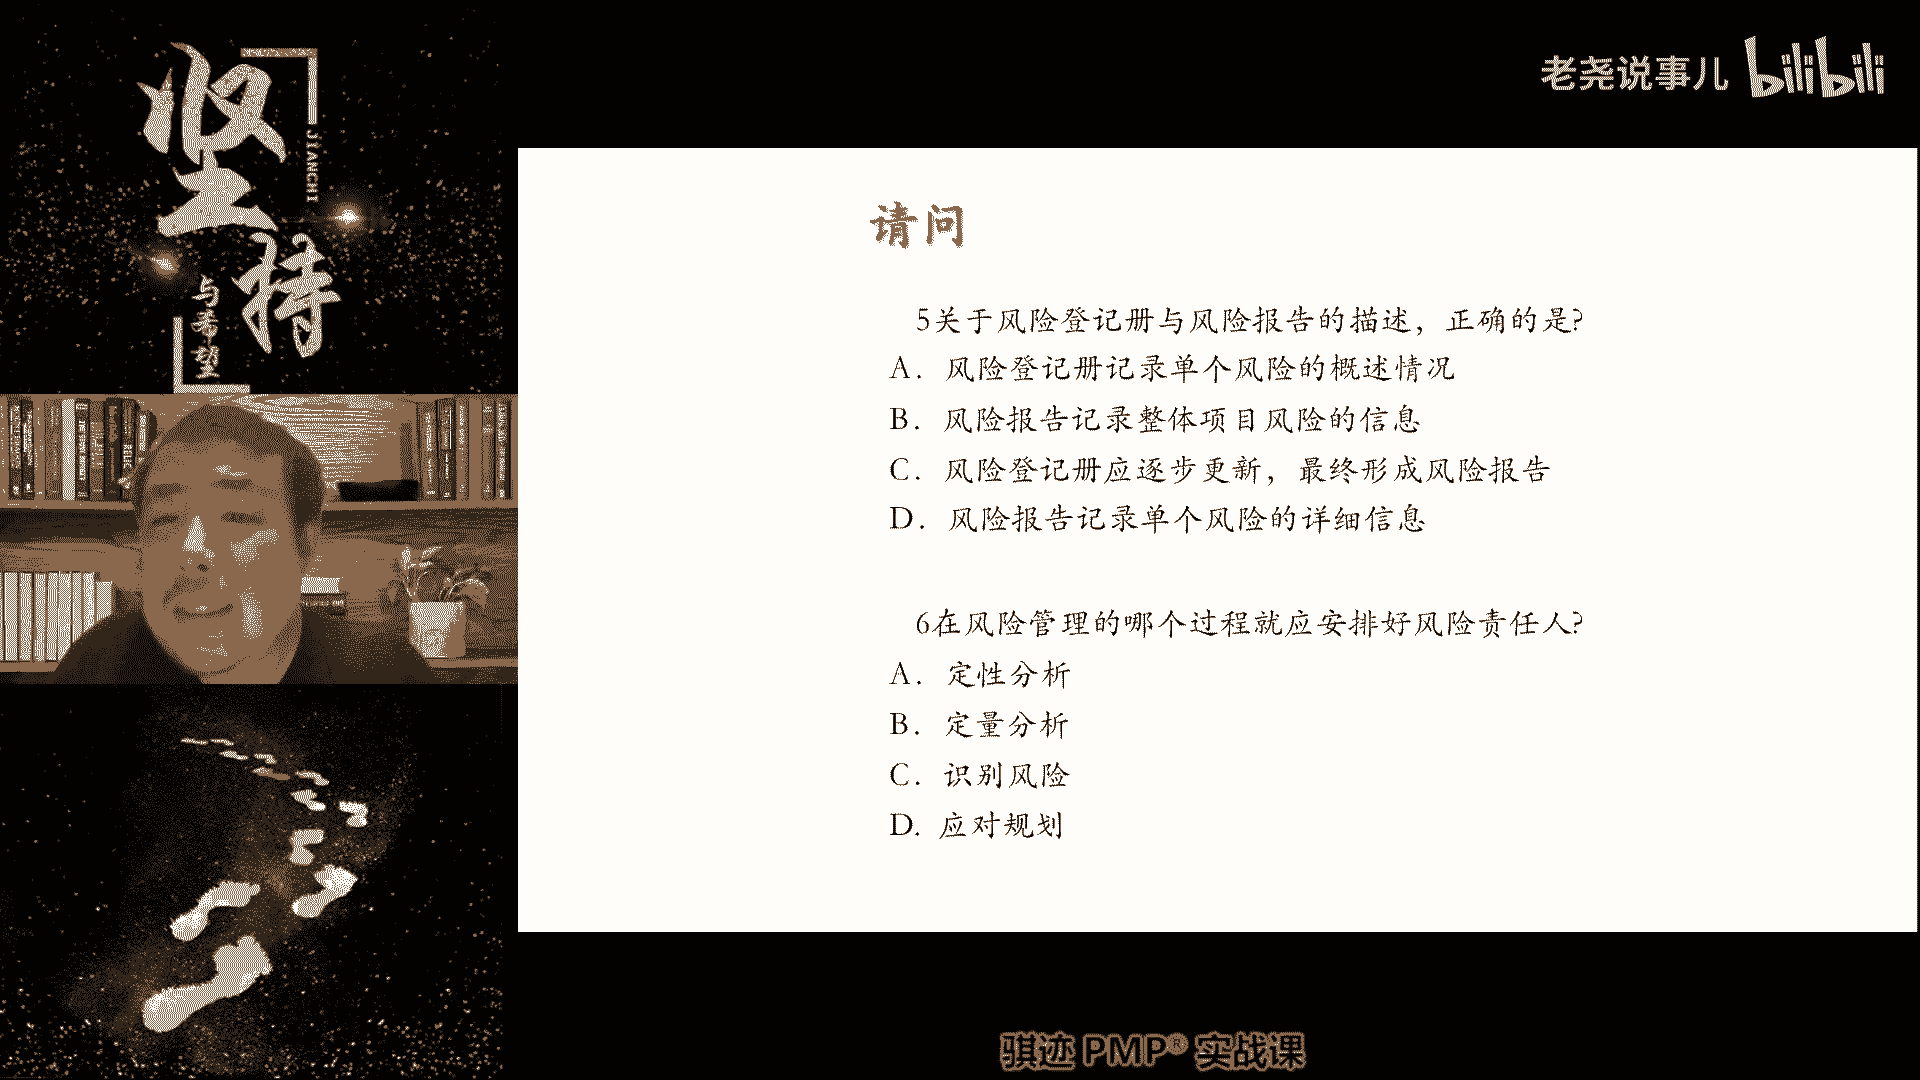 坚持
JIANCHI
与希望
老尧说事儿 bilibili
请问
5关于风险登记册与风险报告的描述，正确的是?
A. 风险登记册记录单个风险的概述情况
B. 风险报告记录整体项目风险的信息
C. 风险登记册应逐步更新，最终形成风险报告
D. 风险报告记录单个风险的详细信息
6在风险管理的哪个过程就应安排好风险责任人?
A. 定性分析
B. 定量分析
C. 识别风险
D. 应对规划
骐迹 PMP® 实战课